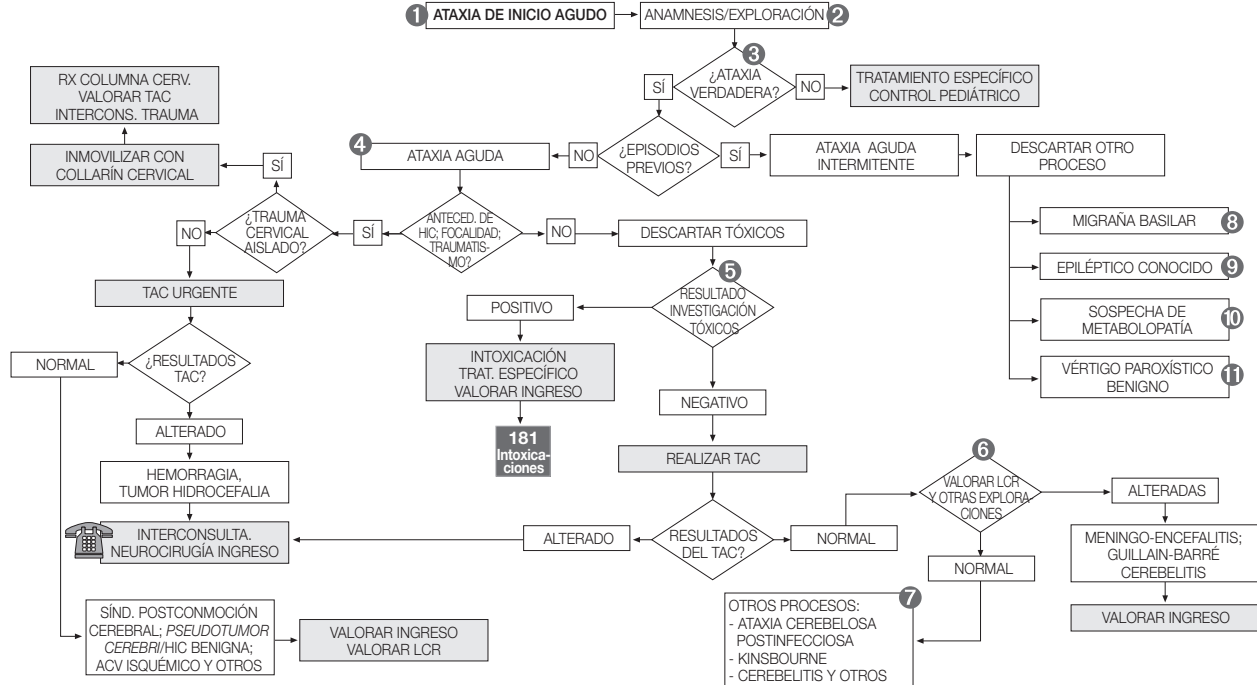 1 ATAXIA DE INICIO AGUDO
ANAMNESIS/EXPLORACIÓN 2
3
¿ATAXIA
VERDADERA?
SÍ
NO
TRATAMIENTO ESPECÍFICO
CONTROL PEDIÁTRICO
RX COLUMNA CERV.
VALORAR TAC
INTERCONS. TRAUMA
INMOVILIZAR CON
COLLARÍN CERVICAL
SÍ
4
ATAXIA AGUDA
NO
¿EPISODIOS
PREVIOS?
SÍ
ATAXIA AGUDA
INTERMITENTE
DESCARTAR OTRO
PROCESO
NO
¿TRAUMA
CERVICAL
AISLADO?
SÍ
ANTECED. DE
HIC; FOCALIDAD;
TRAUMATIS-
MO?
NO
DESCARTAR TÓXICOS
MIGRAÑA BASILAR 8
EPILÉPTICO CONOCIDO 9
SOSPECHA DE
METABOLOPATÍA
10
VÉRTIGO PAROXÍSTICO
BENIGNO
11
TAC URGENTE
5
RESULTADO
INVESTIGACIÓN
TÓXICOS
POSITIVO
INTOXICACIÓN
TRAT. ESPECÍFICO
VALORAR INGRESO
181
Intoxica-
ciones
NEGATIVO
REALIZAR TAC
NORMAL
¿RESULTADOS
TAC?
ALTERADO
HEMORRAGIA,
TUMOR HIDROCEFALIA
INTERCONSULTA.
NEUROCIRUGÍA INGRESO
ALTERADO
RESULTADOS
DEL TAC?
NORMAL
6
VALORAR LCR
Y OTRAS EXPLORA-
CIONES
ALTERADAS
MENINGO-ENCEFALITIS;
GUILLAIN-BARRÉ
CEREBELITIS
VALORAR INGRESO
NORMAL
SÍND. POSTCONMOCIÓN
CEREBRAL; PSEUDOTUMOR
CEREBRI/HIC BENIGNA;
ACV ISQUÉMICO Y OTROS
VALORAR INGRESO
VALORAR LCR
7
OTROS PROCESOS:
- ATAXIA CEREBELOSA
POSTINFECCIOSA
- KINSBOURNE
- CEREBELITIS Y OTROS